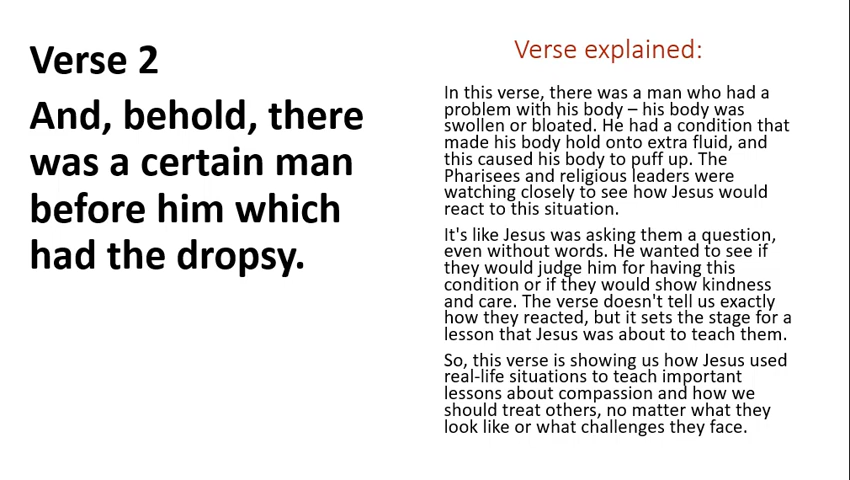 Verse 2
And, behold, there
was a certain man
before him which
had the dropsy.
Verse explained:
In this verse, there was a man who had a
problem with his body – his body was
swollen or bloated. He had a condition that
made his body hold onto extra fluid, and
this caused his body to puff up. The
Pharisees and religious leaders were
watching closely to see how Jesus would
react to this situation.
It's like Jesus was asking them a question,
even without words. He wanted to see if
they would judge him for having this
condition or if they would show kindness
and care. The verse doesn't tell us exactly
how they reacted, but it sets the stage for a
lesson that Jesus was about to teach them.
So, this verse is showing us how Jesus used
real-life situations to teach important
lessons about compassion and how we
should treat others, no matter what they
look like or what challenges they face.